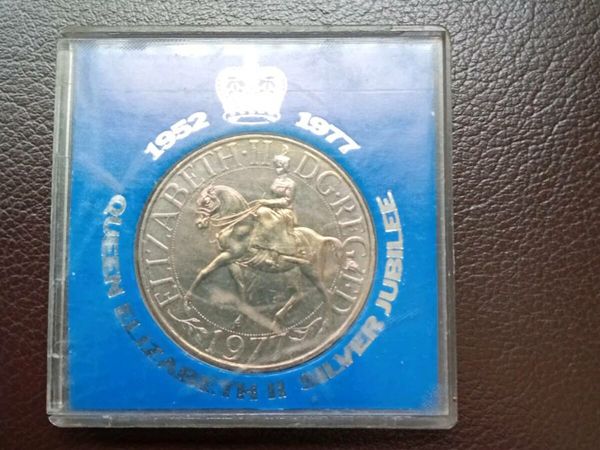 1952 1977
QUEEN ELIZABETH II SILVER JUBILEE
ELIZABETH·II D·G·REG·F·D
1977